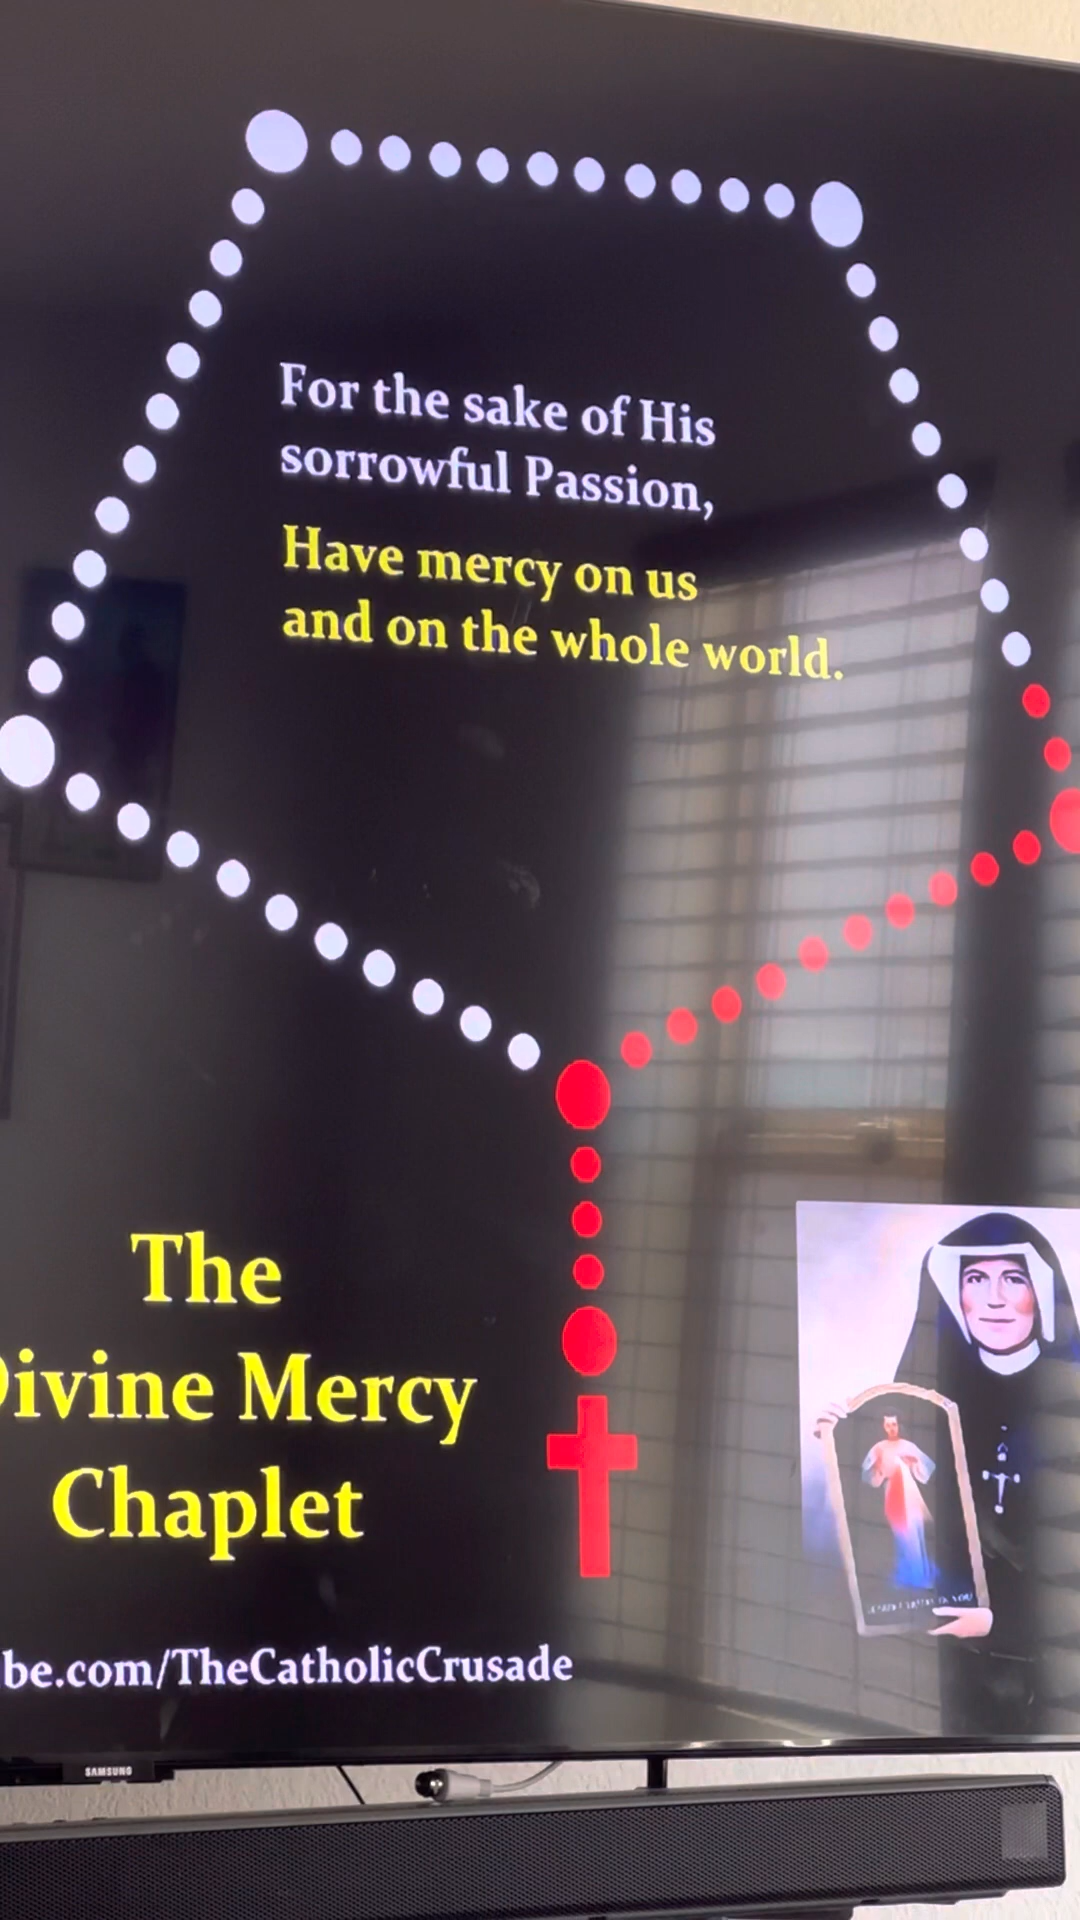 For the sake of His
sorrowful Passion,
Have mercy on us
and on the whole world.
The
Divine Mercy
Chaplet
be.com/TheCatholicCrusade
SAMSUNG